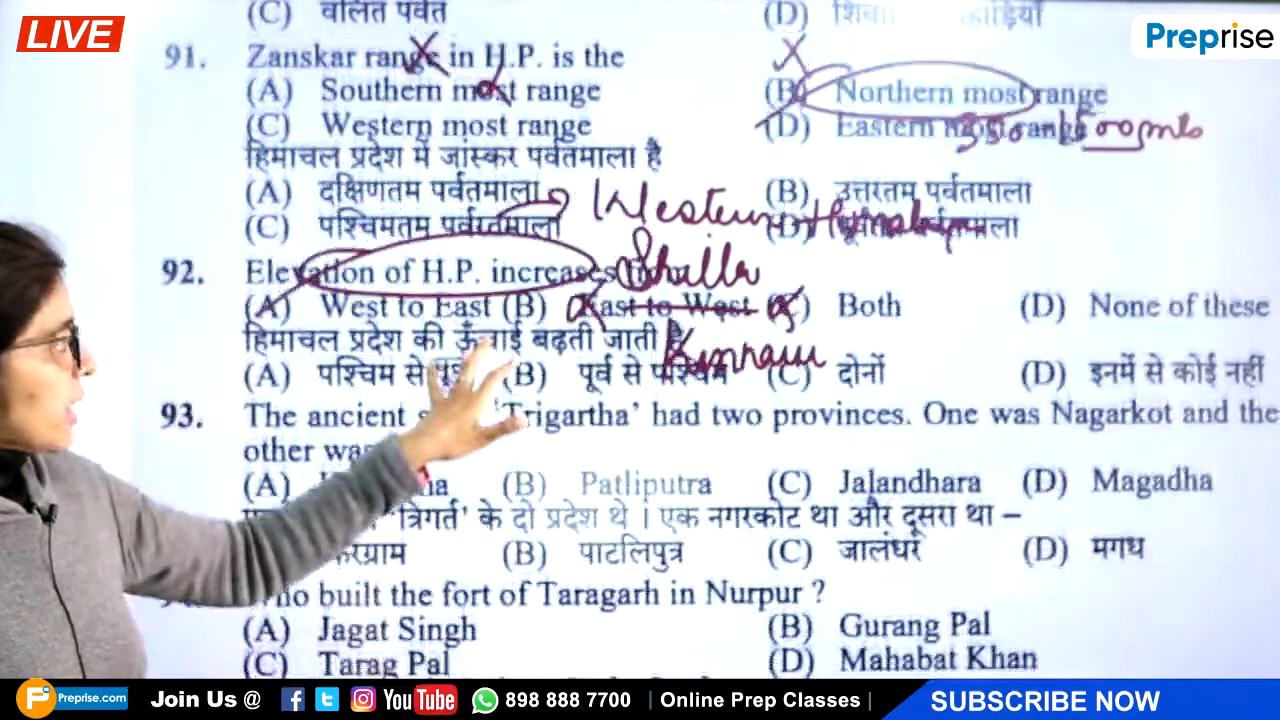 LIVE
Preprise
(C) वलित पर्वत (D)
91. Zanskar range in H.P. is the
(A) Southern most range (B) Northern most range
(C) Western most range (D) Eastern most range
3500 1500 mts
हिमाचल प्रदेश में जांस्कर पर्वतमाला है
(A) दक्षिणतम पर्वतमाला (B) उत्तरतम पर्वतमाला
(C) पश्चिमतम पर्वतमाला (D)
Western
92. Elevation of H.P. increases from
Shilla
(A) West to East (B) East to West (C) Both (D) None of these
हिमाचल प्रदेश की ऊँचाई बढ़ती जाती है
Kinnaur
(A) पश्चिम से पूर्व (B) पूर्व से पश्चिम (C) दोनों (D) इनमें से कोई नहीं
93. The ancient 'Trigartha' had two provinces. One was Nagarkot and the
other was
(A) (B) Patliputra (C) Jalandhara (D) Magadha
'त्रिगर्त' के दो प्रदेश थे । एक नगरकोट था और दूसरा था –
(B) पाटलिपुत्र (C) जालंधर (D) मगध
Who built the fort of Taragarh in Nurpur ?
(A) Jagat Singh (B) Gurang Pal
(C) Tarag Pal (D) Mahabat Khan
Preprise.com Join Us @ YouTube 898 888 7700 | Online Prep Classes | SUBSCRIBE NOW